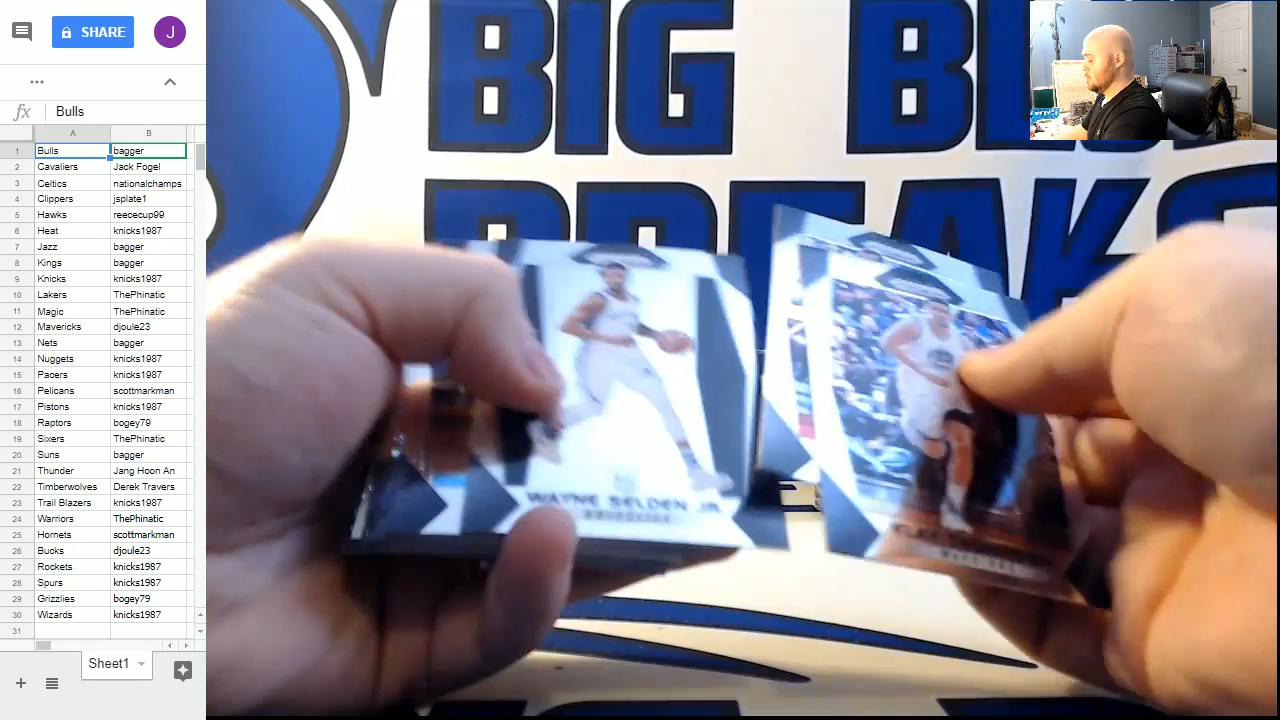 SHARE
J
...
fx Bulls
A B
1 Bulls bagger
2 Cavaliers Jack Fogel
3 Celtics nationalchamps
4 Clippers jsplate1
5 Hawks reececup99
6 Heat knicks1987
7 Jazz bagger
8 Kings bagger
9 Knicks knicks1987
10 Lakers ThePhinatic
11 Magic ThePhinatic
12 Mavericks djoule23
13 Nets bagger
14 Nuggets knicks1987
15 Pacers knicks1987
16 Pelicans scottmarkman
17 Pistons knicks1987
18 Raptors bogey79
19 Sixers ThePhinatic
20 Suns bagger
21 Thunder Jang Hoon An
22 Timberwolves Derek Travers
23 Trail Blazers knicks1987
24 Warriors ThePhinatic
25 Hornets scottmarkman
26 Bucks djoule23
27 Rockets knicks1987
28 Spurs knicks1987
29 Grizzlies bogey79
30 Wizards knicks1987
31
Sheet1
BIG
WAYNE SELDEN JR